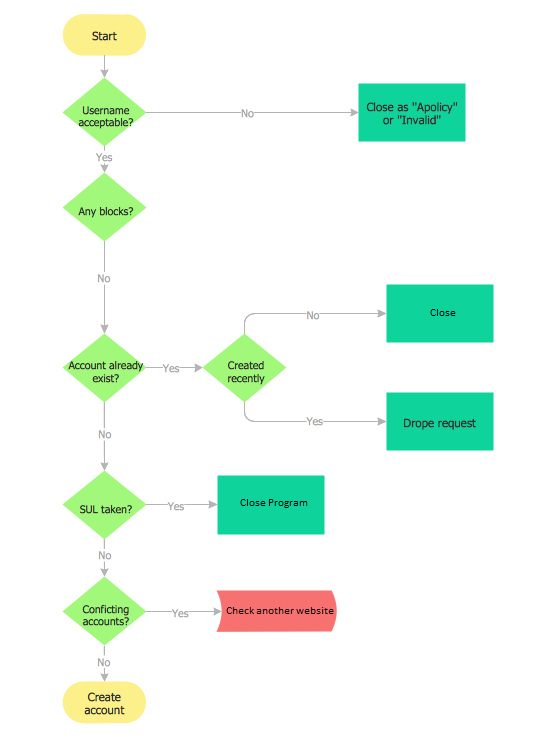 Start
Username
acceptable?
No
Close as "Apolicy"
or "Invalid"
Yes
Any blocks?
No
Account already
exist?
Yes
Created
recently
No
Close
Yes
Drope request
No
SUL taken?
Yes
Close Program
No
Conficting
accounts?
Yes
Check another website
No
Create
account